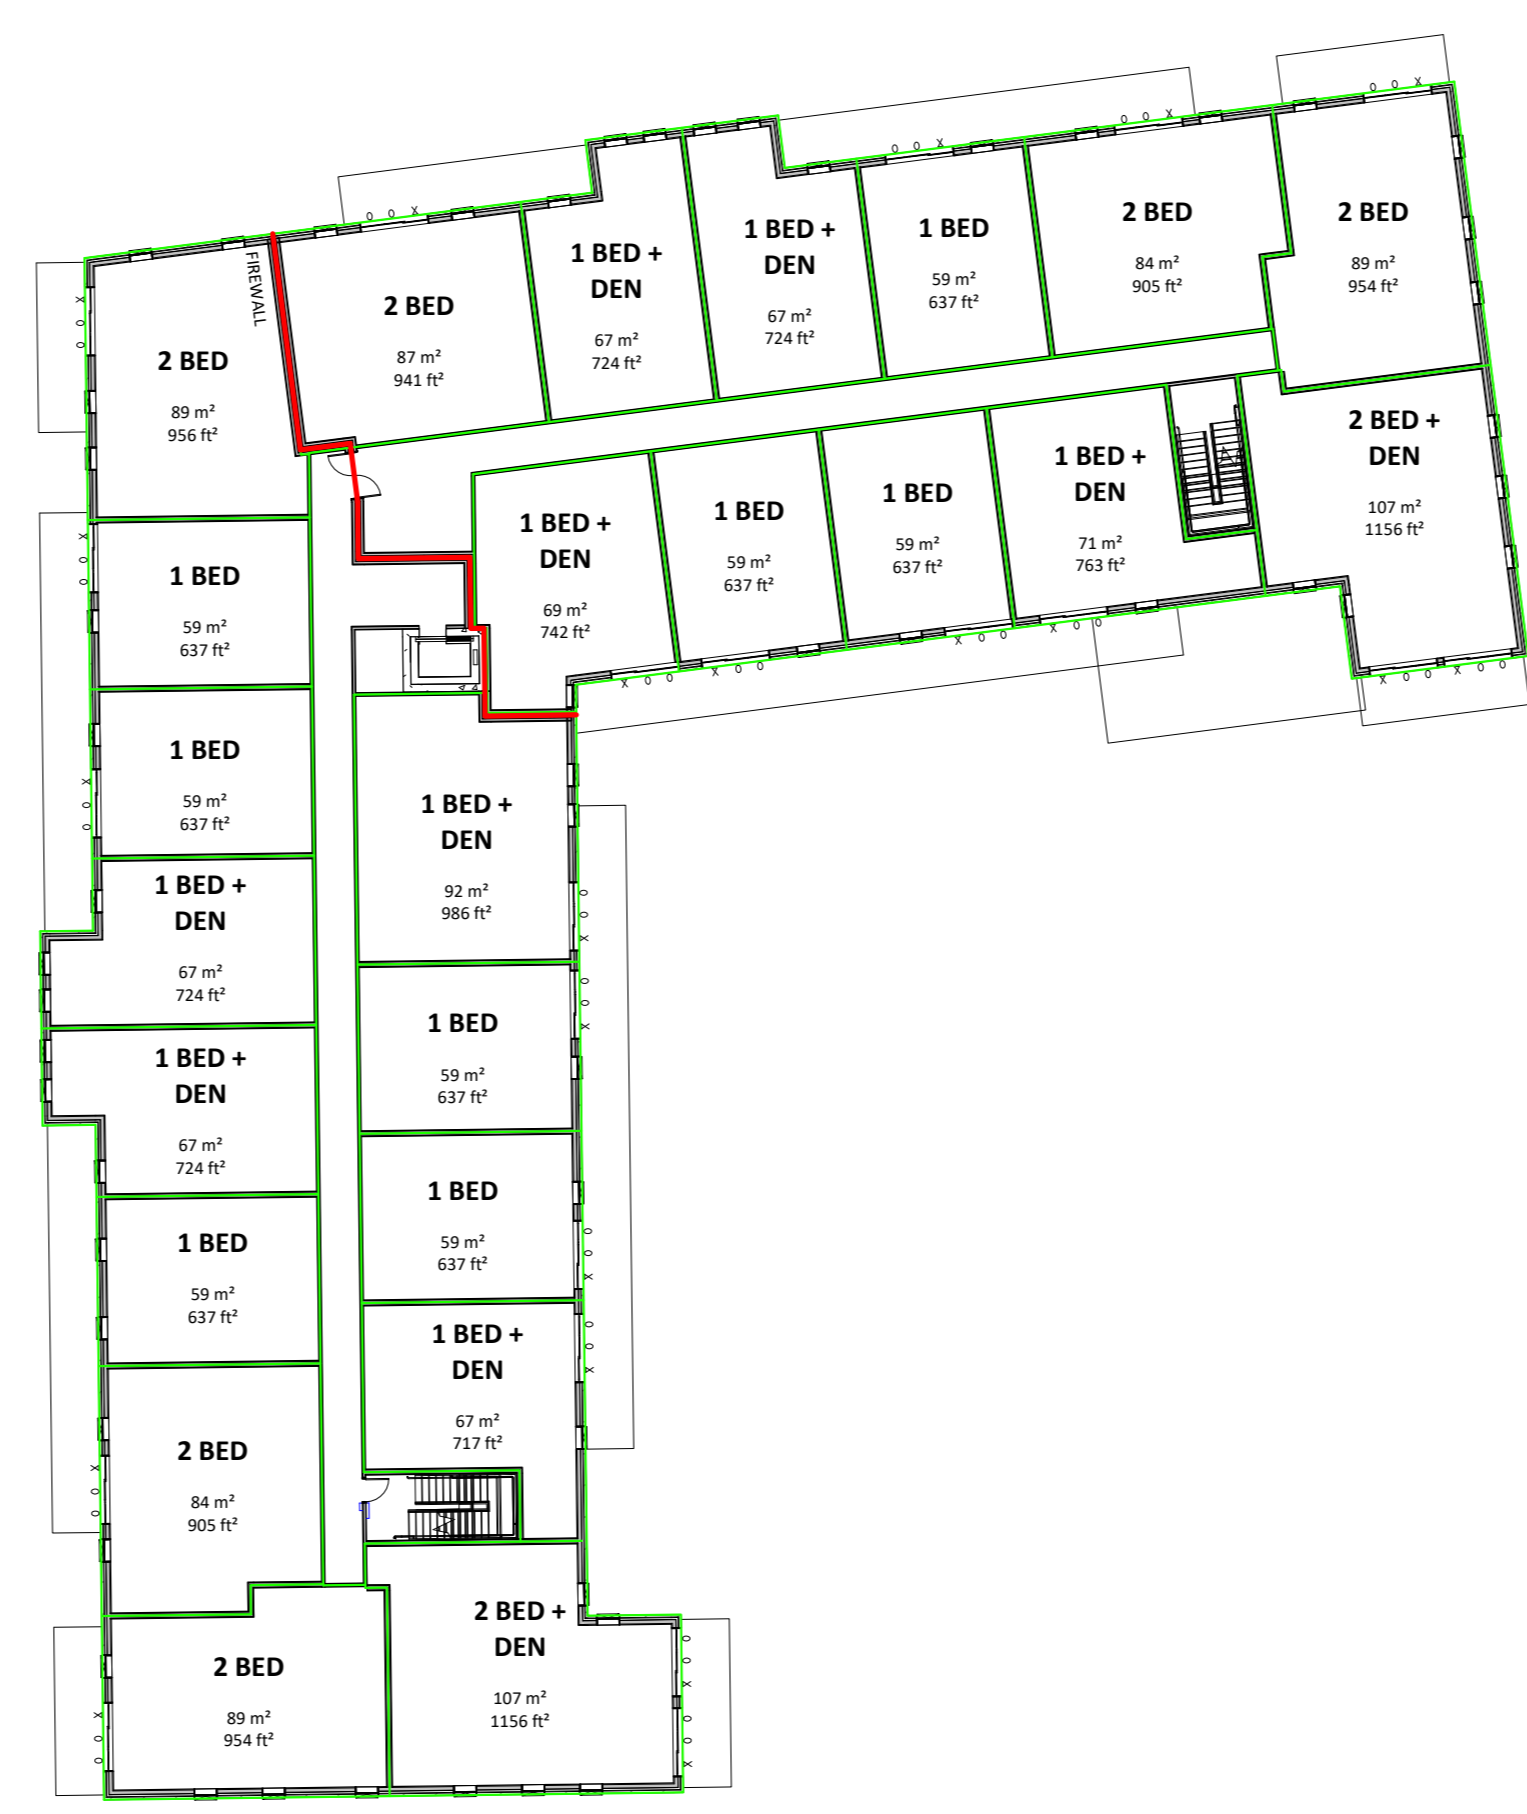 FIREWALL
2 BED
89 m²
956 ft²
2 BED
87 m²
941 ft²
1 BED +
DEN
67 m²
724 ft²
1 BED +
DEN
67 m²
724 ft²
1 BED
59 m²
637 ft²
2 BED
84 m²
905 ft²
2 BED
89 m²
954 ft²
2 BED +
DEN
107 m²
1156 ft²
1 BED +
DEN
71 m²
763 ft²
1 BED
59 m²
637 ft²
1 BED
59 m²
637 ft²
1 BED +
DEN
69 m²
742 ft²
1 BED
59 m²
637 ft²
1 BED
59 m²
637 ft²
1 BED +
DEN
67 m²
724 ft²
1 BED +
DEN
67 m²
724 ft²
1 BED
59 m²
637 ft²
2 BED
84 m²
905 ft²
2 BED
89 m²
954 ft²
1 BED +
DEN
92 m²
986 ft²
1 BED
59 m²
637 ft²
1 BED
59 m²
637 ft²
1 BED +
DEN
67 m²
717 ft²
2 BED +
DEN
107 m²
1156 ft²